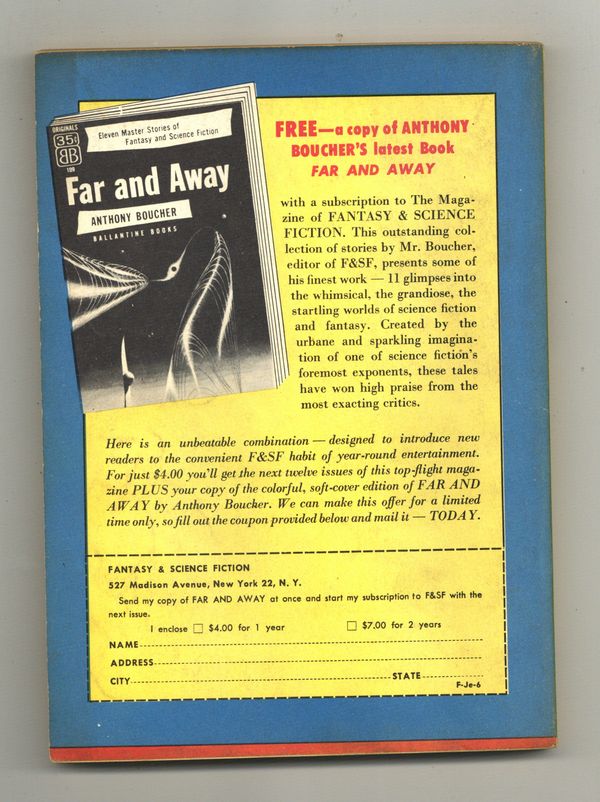 ORIGINALS
35¢
BB
109
Eleven Master Stories of
Fantasy and Science Fiction
Far and Away
ANTHONY BOUCHER
BALLANTINE BOOKS
FREE—a copy of ANTHONY
BOUCHER'S latest Book
FAR AND AWAY
with a subscription to The Maga-
zine of FANTASY & SCIENCE
FICTION. This outstanding col-
lection of stories by Mr. Boucher,
editor of F&SF, presents some of
his finest work — 11 glimpses into
the whimsical, the grandiose, the
startling worlds of science fiction
and fantasy. Created by the
urbane and sparkling imagina-
tion of one of science fiction's
foremost exponents, these tales
have won high praise from the
most exacting critics.
Here is an unbeatable combination — designed to introduce new
readers to the convenient F&SF habit of year-round entertainment.
For just $4.00 you'll get the next twelve issues of this top-flight maga-
zine PLUS your copy of the colorful, soft-cover edition of FAR AND
AWAY by Anthony Boucher. We can make this offer for a limited
time only, so fill out the coupon provided below and mail it — TODAY.
FANTASY & SCIENCE FICTION
527 Madison Avenue, New York 22, N. Y.
Send my copy of FAR AND AWAY at once and start my subscription to F&SF with the
next issue.
I enclose □ $4.00 for 1 year □ $7.00 for 2 years
NAME
ADDRESS
CITY STATE
F-Je-6